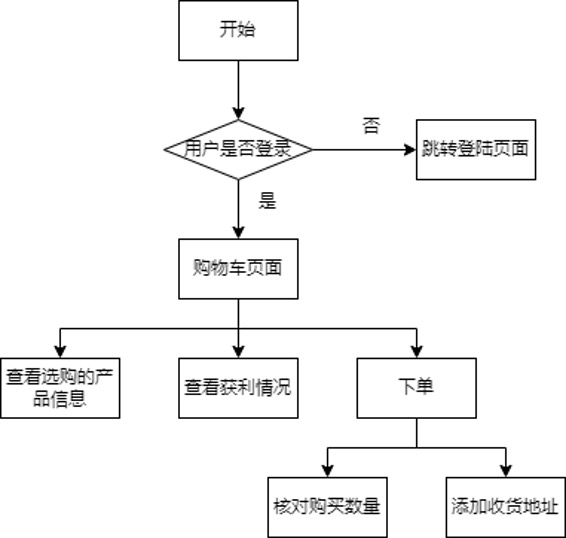 开始
用户是否登录
否
跳转登陆页面
是
购物车页面
查看选购的产
品信息
查看获利情况
下单
核对购买数量
添加收货地址